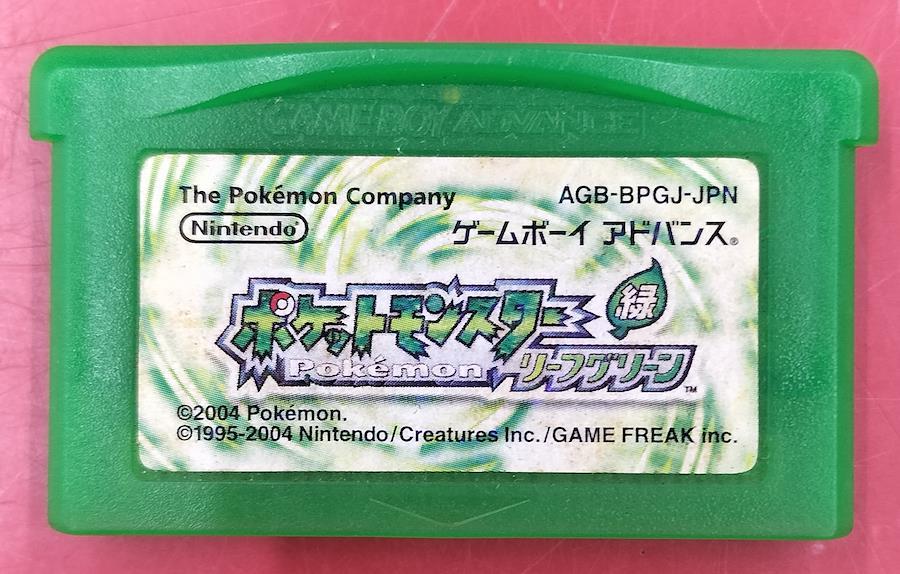 GAME BOY ADVANCE
The Pokémon Company AGB-BPGJ-JPN
Nintendo® ゲームボーイ アドバンス®
ポケットモンスター 緑
Pokémon リーフグリーン ™
©2004 Pokémon.
©1995-2004 Nintendo/Creatures Inc./GAME FREAK inc.